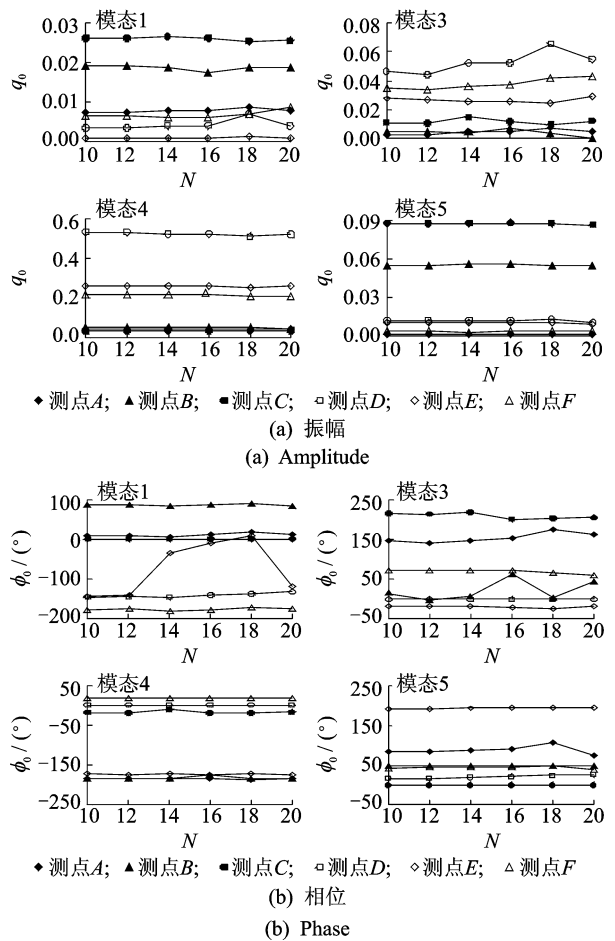 模态1 模态3
0.03 0.08
0.02 0.06
0.04
0.01 0.02
0.00 0.00
10 12 14 16 18 20 10 12 14 16 18 20
q₀ q₀
N N
模态4 模态5
0.6 0.09
0.4 0.06
0.2 0.03
0.0 0.00
10 12 14 16 18 20 10 12 14 16 18 20
q₀ q₀
N N
测点A; 测点B; 测点C; 测点D; 测点E; 测点F
(a) 振幅
(a) Amplitude
模态1 模态3
100 250
0 150
−100 50
−200 −50
10 12 14 16 18 20 10 12 14 16 18 20
ϕ₀ / (°) ϕ₀ / (°)
N N
模态4 模态5
50 250
−50 150
−150 50
−250 −50
10 12 14 16 18 20 10 12 14 16 18 20
ϕ₀ / (°) ϕ₀ / (°)
N N
测点A; 测点B; 测点C; 测点D; 测点E; 测点F
(b) 相位
(b) Phase